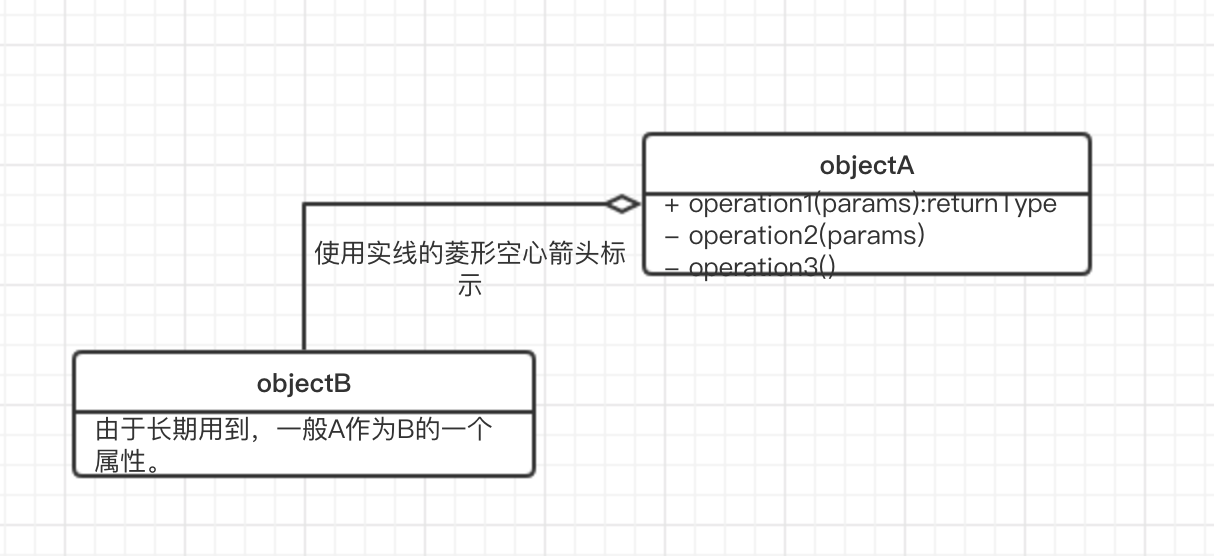 objectA
+ operation1(params):returnType
- operation2(params)
- operation3()
使用实线的菱形空心箭头标
示
objectB
由于长期用到，一般A作为B的一个
属性。